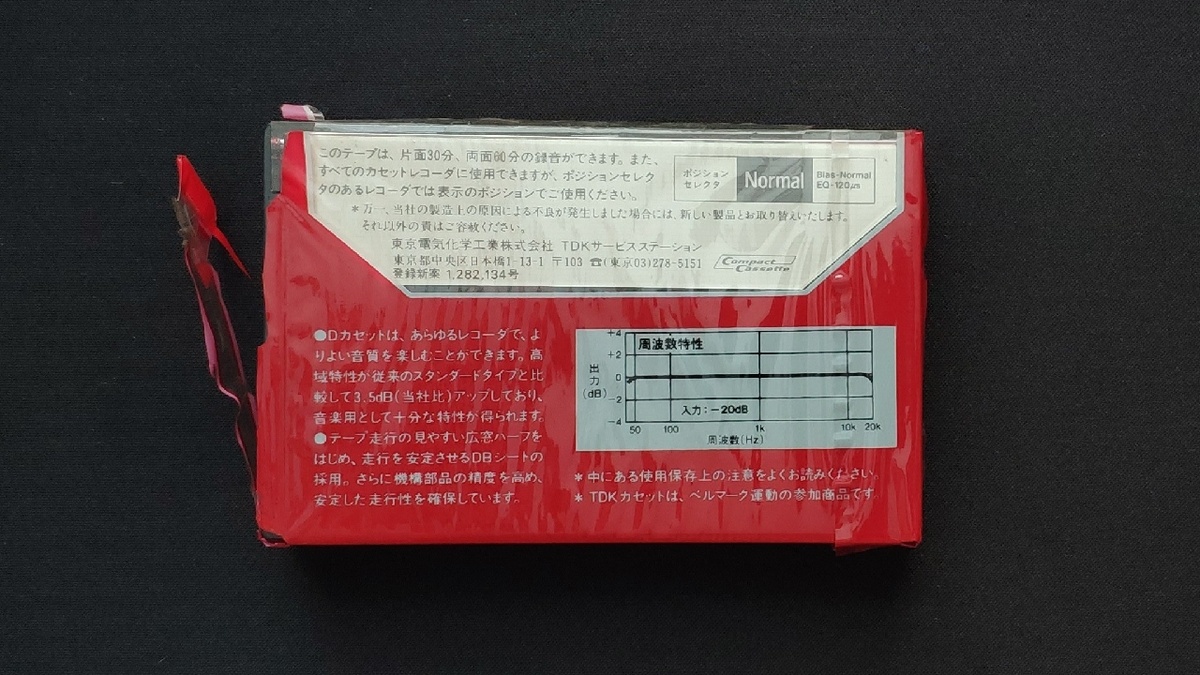 このテープは、片面30分、両面60分の録音ができます。また、
すべてのカセットレコーダに使用できますが、ポジションセレク
タのあるレコーダでは表示のポジションでご使用ください。
ポジション
セレクタ
Normal
Bias-Normal
EQ-120μs
*万一、当社の製造上の原因による不良が発生しました場合には、新しい製品とお取り替えいたします。
それ以外の責はご容赦ください。
東京電気化学工業株式会社 TDKサービスステーション
東京都中央区日本橋1-13-1 〒103 ☎(東京03)278-5151
登録新案 1,282,134号
Compact
Cassette
●Dカセットは、あらゆるレコーダで、よ
りよい音質を楽しむことができます。高
域特性が従来のスタンダードタイプと比
較して3.5dB(当社比)アップしており、
音楽用として十分な特性が得られます。
●テープ走行の見やすい広窓ハーフを
はじめ、走行を安定させるDBシートの
採用。さらに機構部品の精度を高め、
安定した走行性を確保しています。
周波数特性
出力(dB)
+4
+2
0
-2
-4
入力:-20dB
50 100 1k 10k 20k
周波数(Hz)
*中にある使用保存上の注意をよくお読みください。
* TDKカセットは、ベルマーク運動の参加商品です